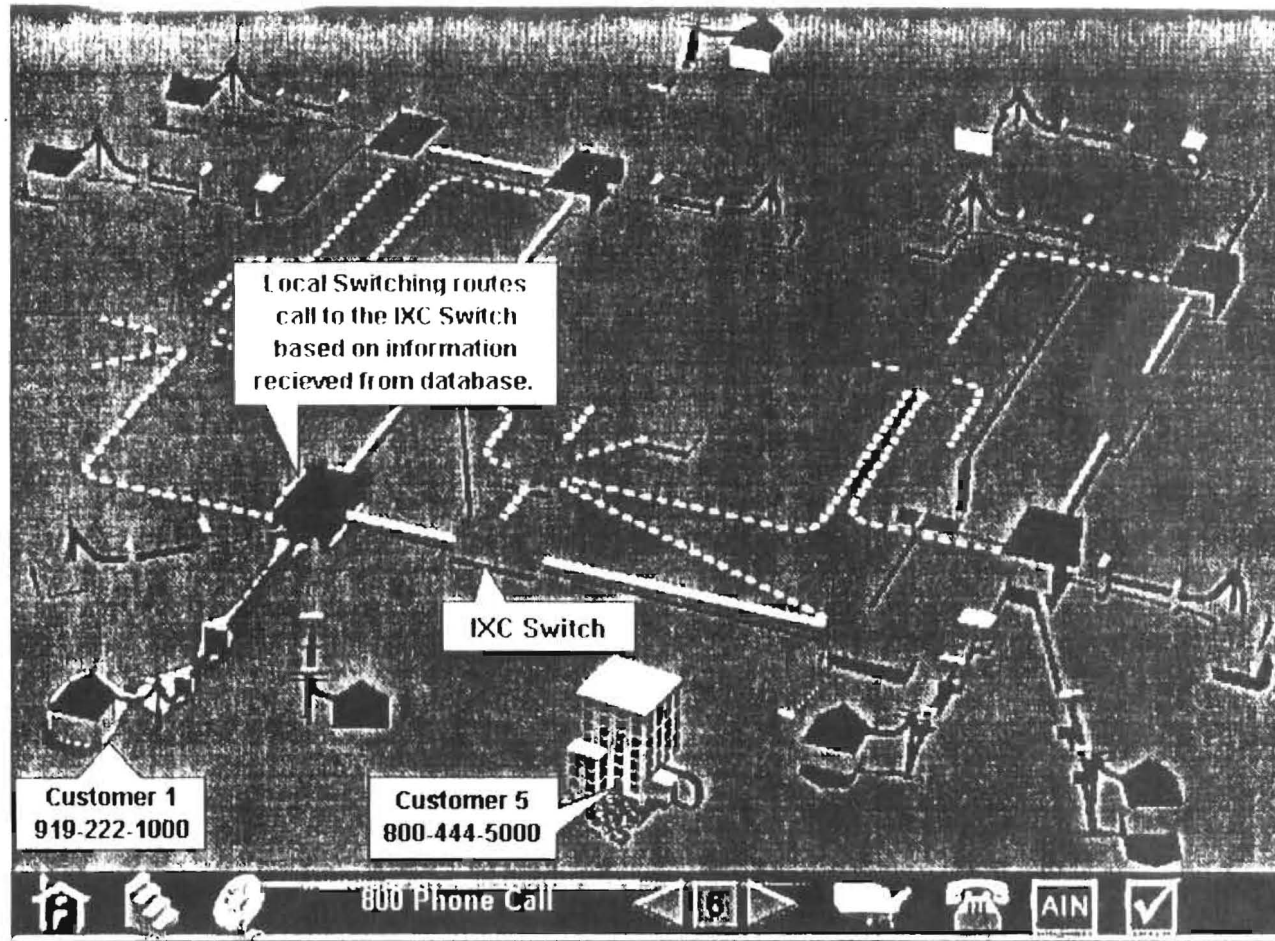 Local Switching routes
call to the IXC Switch
based on information
recieved from database.
IXC Switch
Customer 1
919-222-1000
Customer 5
800-444-5000
800 Phone Call
AIN